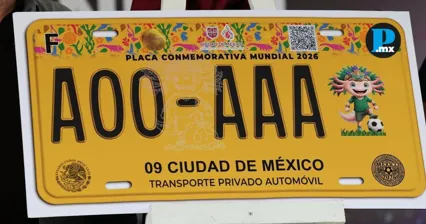 F
P.mx
PLACA CONMEMORATIVA MUNDIAL 2026
A00-AAA
09 CIUDAD DE MÉXICO
TRANSPORTE PRIVADO AUTOMÓVIL